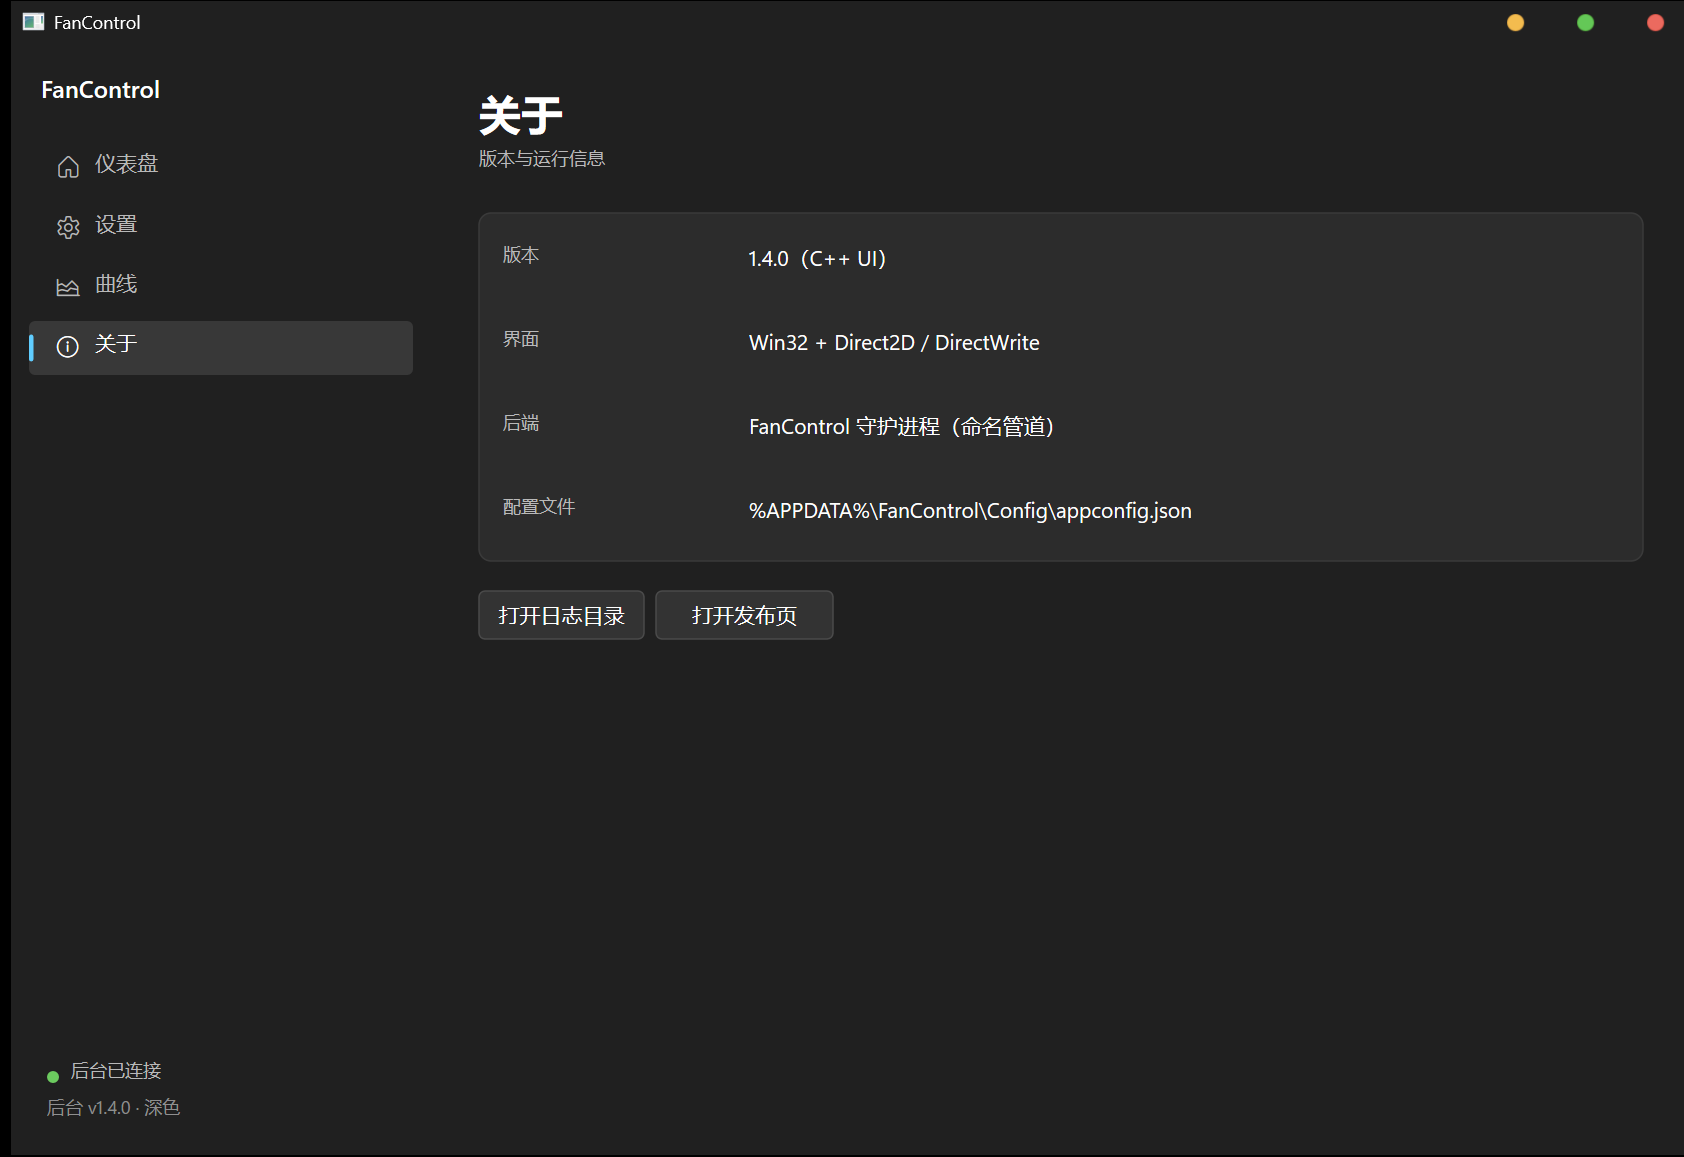 FanControl
FanControl
仪表盘
设置
曲线
关于
关于
版本与运行信息
版本 1.4.0（C++ UI）
界面 Win32 + Direct2D / DirectWrite
后端 FanControl 守护进程（命名管道）
配置文件 %APPDATA%\FanControl\Config\appconfig.json
打开日志目录 打开发布页
后台已连接
后台 v1.4.0 · 深色